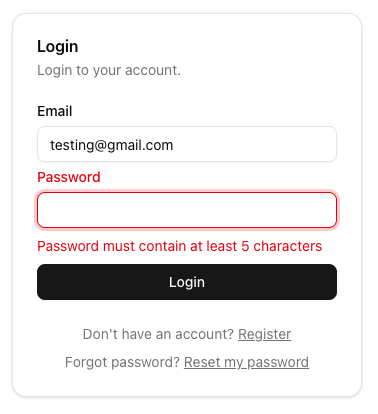 Login
Login to your account.
Email
testing@gmail.com
Password
Password must contain at least 5 characters
Login
Don't have an account? Register
Forgot password? Reset my password